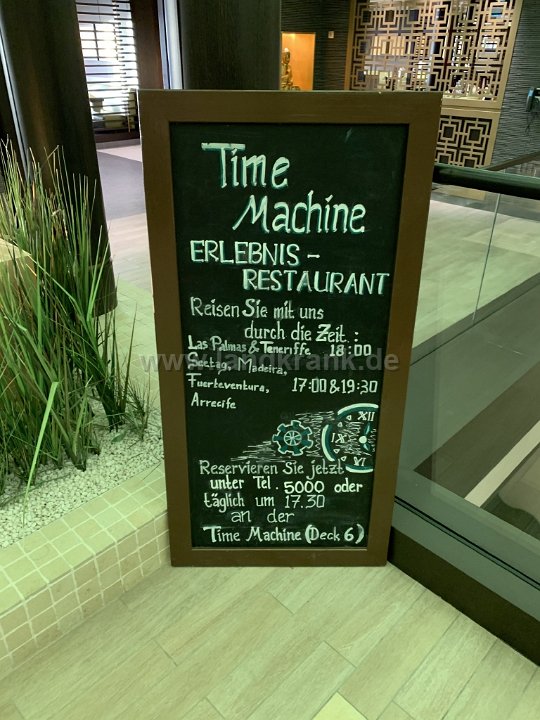 Time
Machine
ERLEBNIS -
RESTAURANT
Reisen Sie mit uns
durch die Zeit :
Las Palmas & Teneriffe 18:00
www.landkrank.de
Seetag, Madeira,
Fuerteventura, 17:00 & 19:30
Arrecife
XII
IX
VI
Reservieren Sie jetzt
unter Tel. 5000 oder
täglich um 17.30
an der
Time Machine (Deck 6)